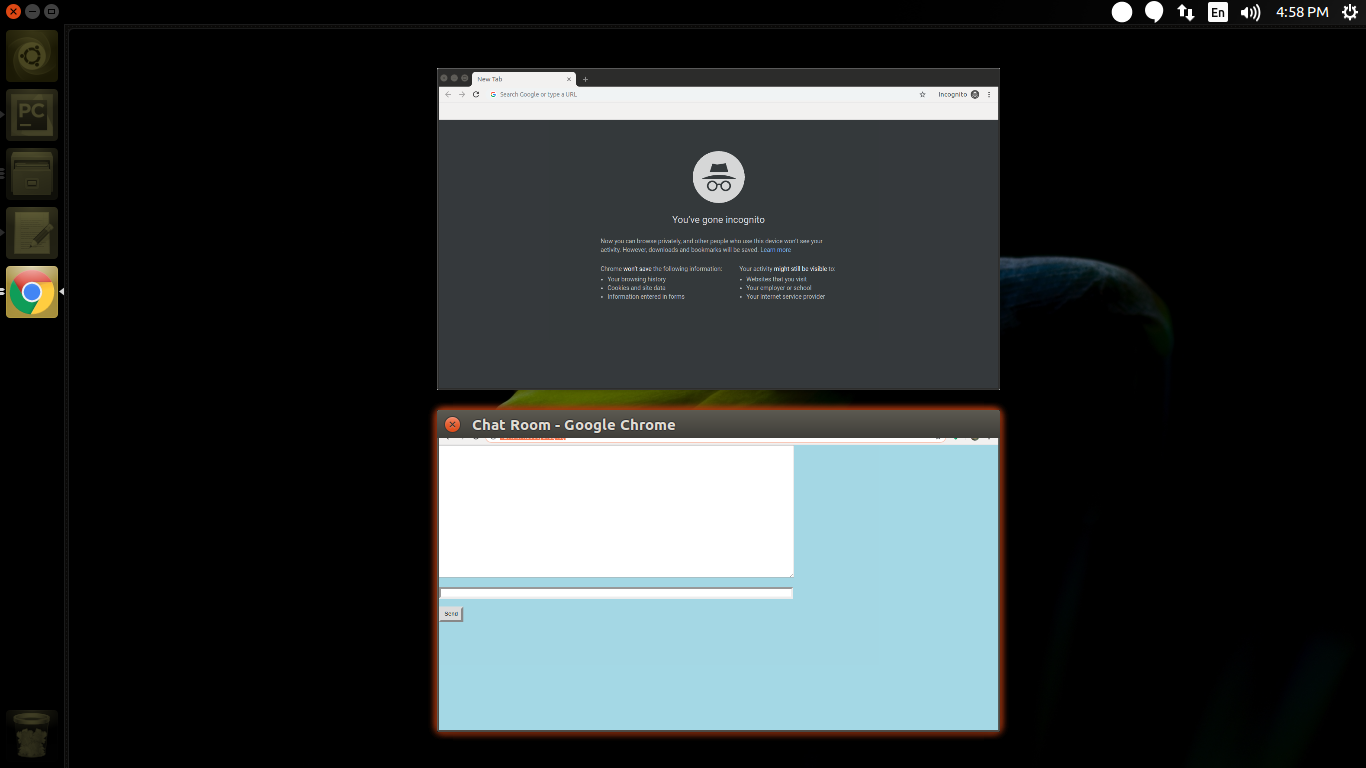 En
4:58 PM
PC
New Tab
G Search Google or type a URL
Incognito
You've gone incognito
Now you can browse privately, and other people who use this device won't see your
activity. However, downloads and bookmarks will be saved. Learn more
Chrome won't save the following information:
Your browsing history
Cookies and site data
Information entered in forms
Your activity might still be visible to:
Websites that you visit
Your employer or school
Your internet service provider
Chat Room - Google Chrome
Send